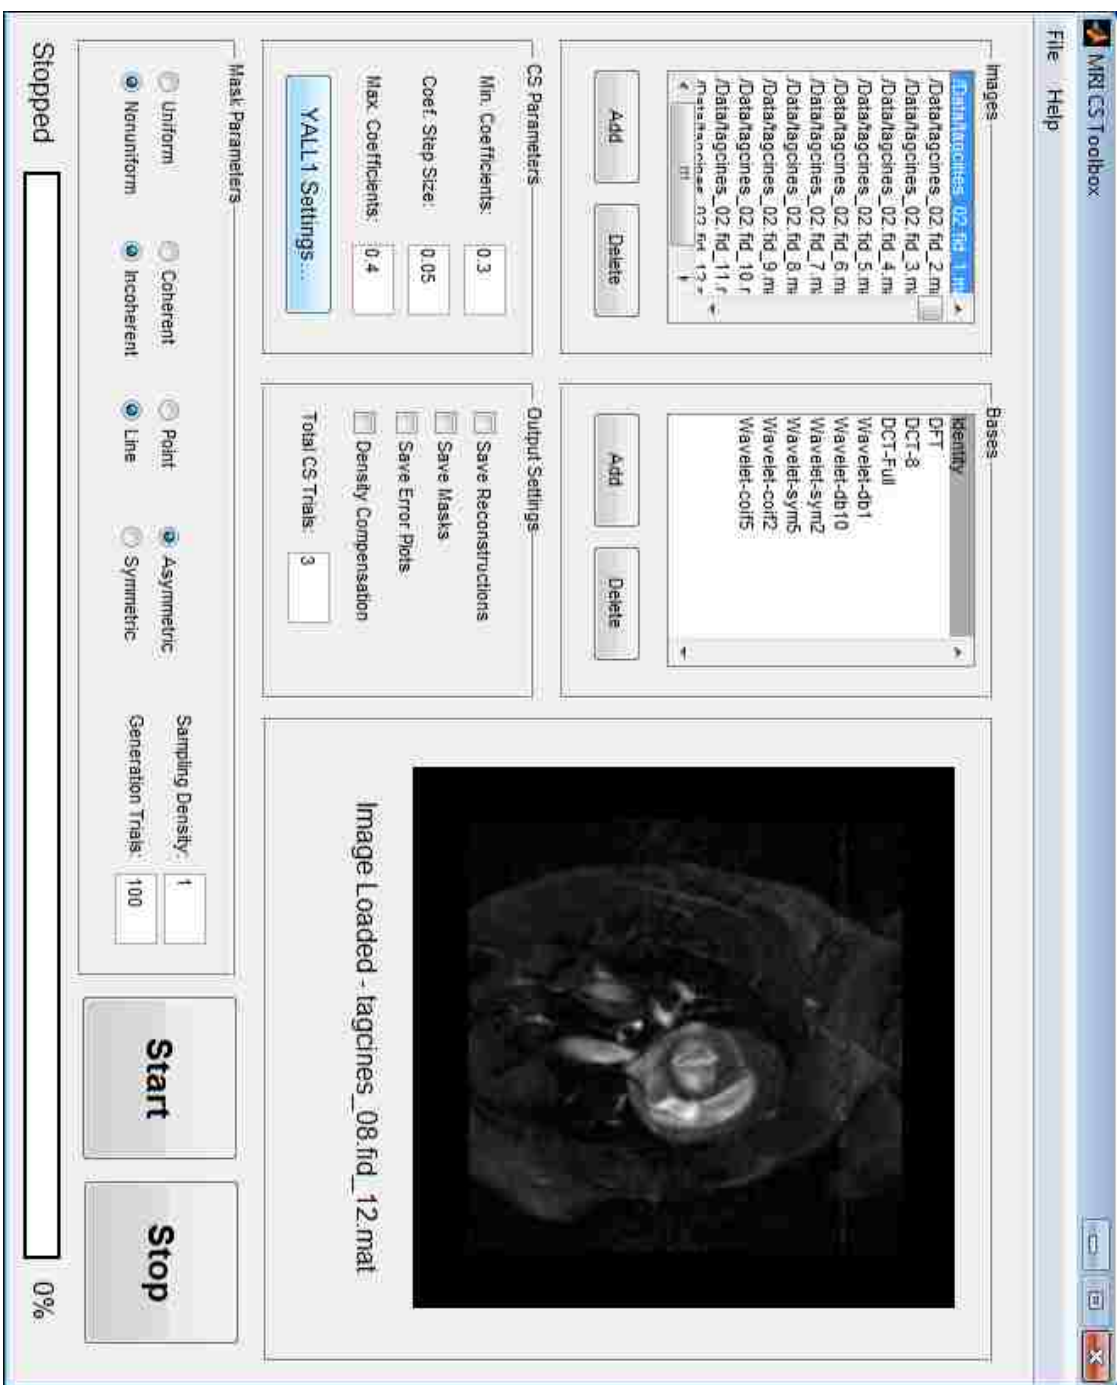 MRI CS Toolbox
File Help
Images
./Data/tagcines_02.fid_1.m
./Data/tagcines_02.fid_2.m
./Data/tagcines_02.fid_3.m
./Data/tagcines_02.fid_4.m
./Data/tagcines_02.fid_5.m
./Data/tagcines_02.fid_6.m
./Data/tagcines_02.fid_7.m
./Data/tagcines_02.fid_8.m
./Data/tagcines_02.fid_9.m
./Data/tagcines_02.fid_10.r
./Data/tagcines_02.fid_11.r
./Data/tagcines_02.fid_12.r
Add Delete
Bases
Identity
DFT
DCT-8
DCT-Full
Wavelet-db1
Wavelet-db10
Wavelet-sym2
Wavelet-sym5
Wavelet-coif2
Wavelet-coif5
Add Delete
CS Parameters
Min. Coefficients: 0.3
Coef. Step Size: 0.05
Max. Coefficients: 0.4
YALL1 Settings...
Output Settings
Save Reconstructions
Save Masks
Save Error Plots
Density Compensation
Total CS Trials: 3
Image Loaded - tagcines_08.fid_12.mat
Mask Parameters
Uniform Coherent Point Asymmetric Sampling Density: 1
Nonuniform Incoherent Line Symmetric Generation Trials: 100
Start Stop
Stopped 0%